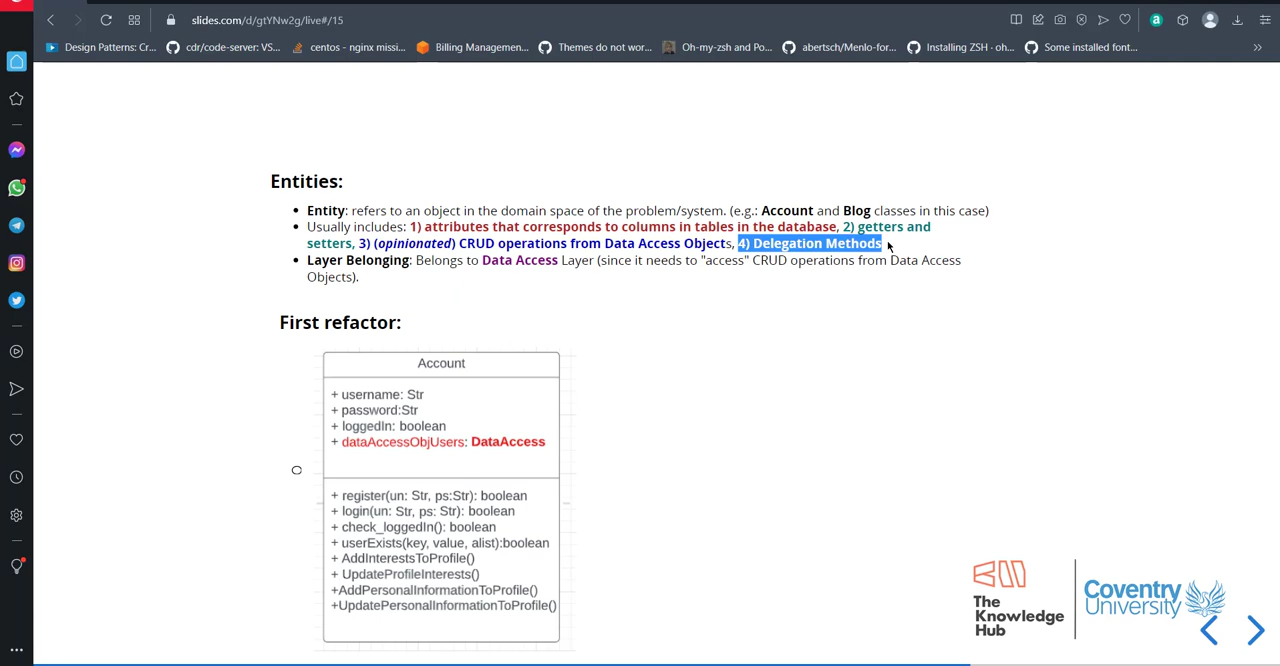 slides.com/d/gtYNw2g/live#/15
Design Patterns: Cr...
cdr/code-server: VS...
centos - nginx missi...
Billing Managemen...
Themes do not wor...
Oh-my-zsh and Po...
abertsch/Menlo-for...
Installing ZSH · oh...
Some installed font...
Entities:
Entity: refers to an object in the domain space of the problem/system. (e.g.: Account and Blog classes in this case)
Usually includes: 1) attributes that corresponds to columns in tables in the database, 2) getters and
setters, 3) (opinionated) CRUD operations from Data Access Objects, 4) Delegation Methods
Layer Belonging: Belongs to Data Access Layer (since it needs to "access" CRUD operations from Data Access
Objects).
First refactor:
Account
+ username: Str
+ password:Str
+ loggedIn: boolean
+ dataAccessObjUsers: DataAccess
+ register(un: Str, ps:Str): boolean
+ login(un: Str, ps: Str): boolean
+ check_loggedIn(): boolean
+ userExists(key, value, alist):boolean
+ AddInterestsToProfile()
+ UpdateProfileInterests()
+AddPersonalInformationToProfile()
+UpdatePersonalInformationToProfile()
The
Knowledge
Hub
Coventry
University